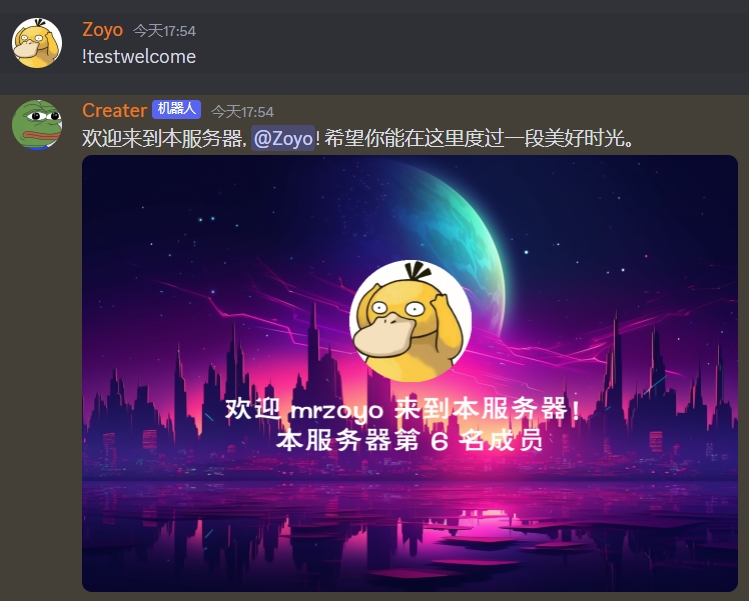 Zoyo 今天17:54
!testwelcome
Creater 机器人 今天17:54
欢迎来到本服务器, @Zoyo! 希望你能在这里度过一段美好时光。
欢迎 mrzoyo 来到本服务器!
本服务器第 6 名成员